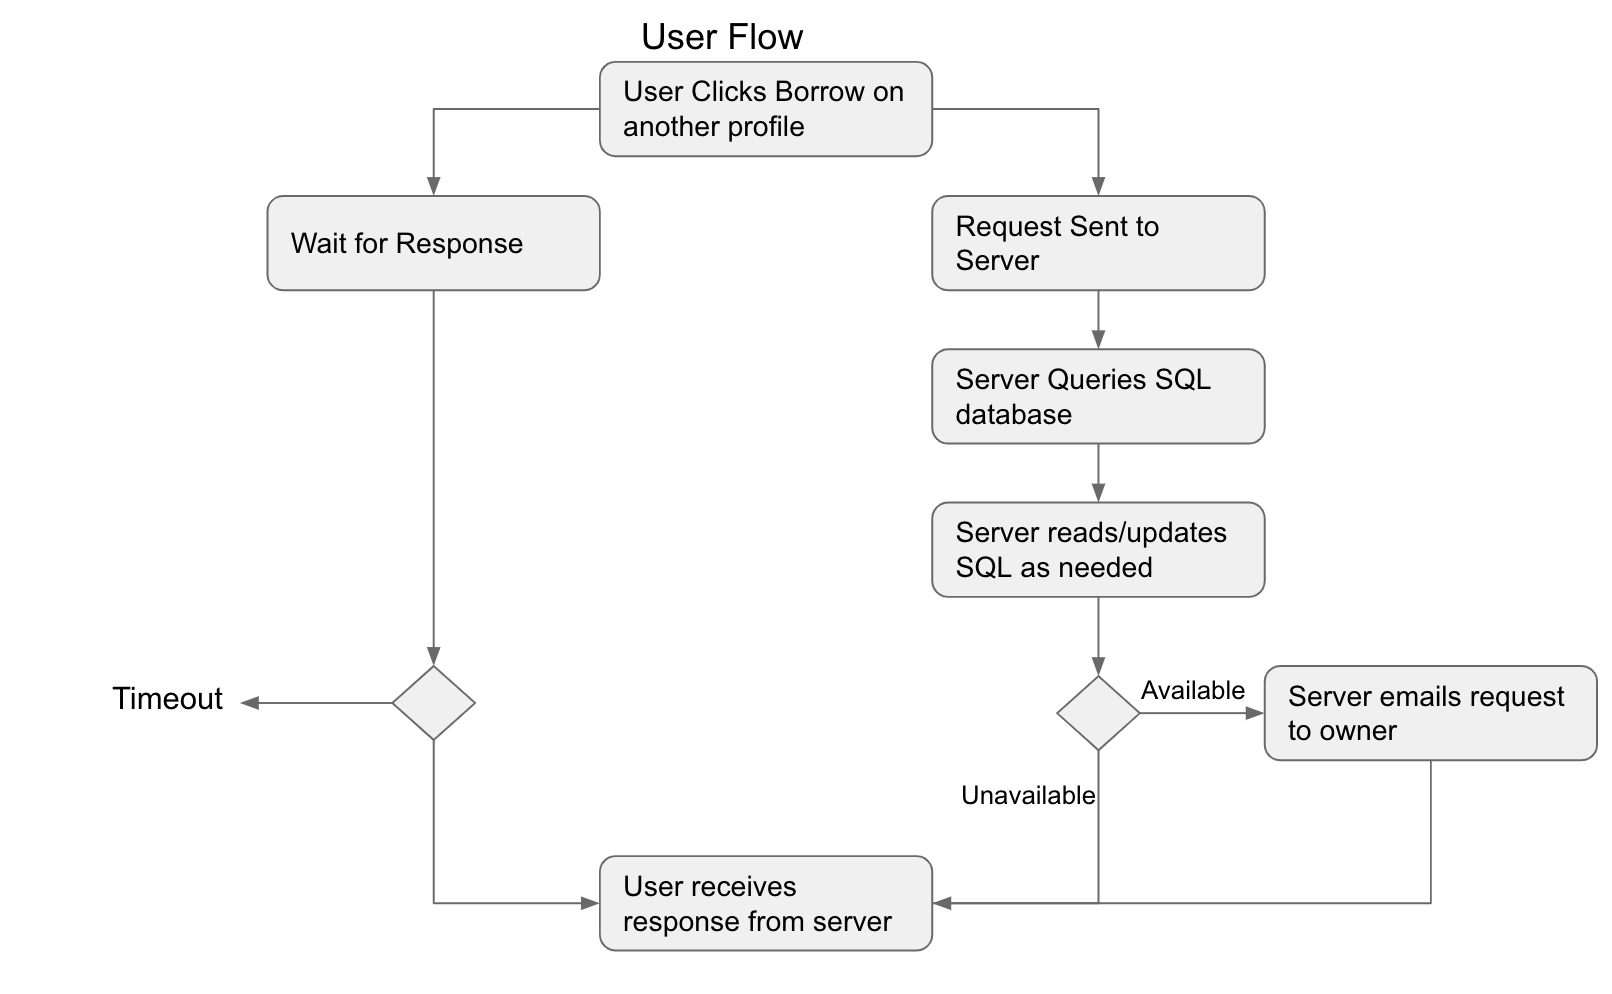 User Flow
User Clicks Borrow on
another profile
Wait for Response
Request Sent to
Server
Server Queries SQL
database
Server reads/updates
SQL as needed
Timeout
Available
Server emails request
to owner
Unavailable
User receives
response from server